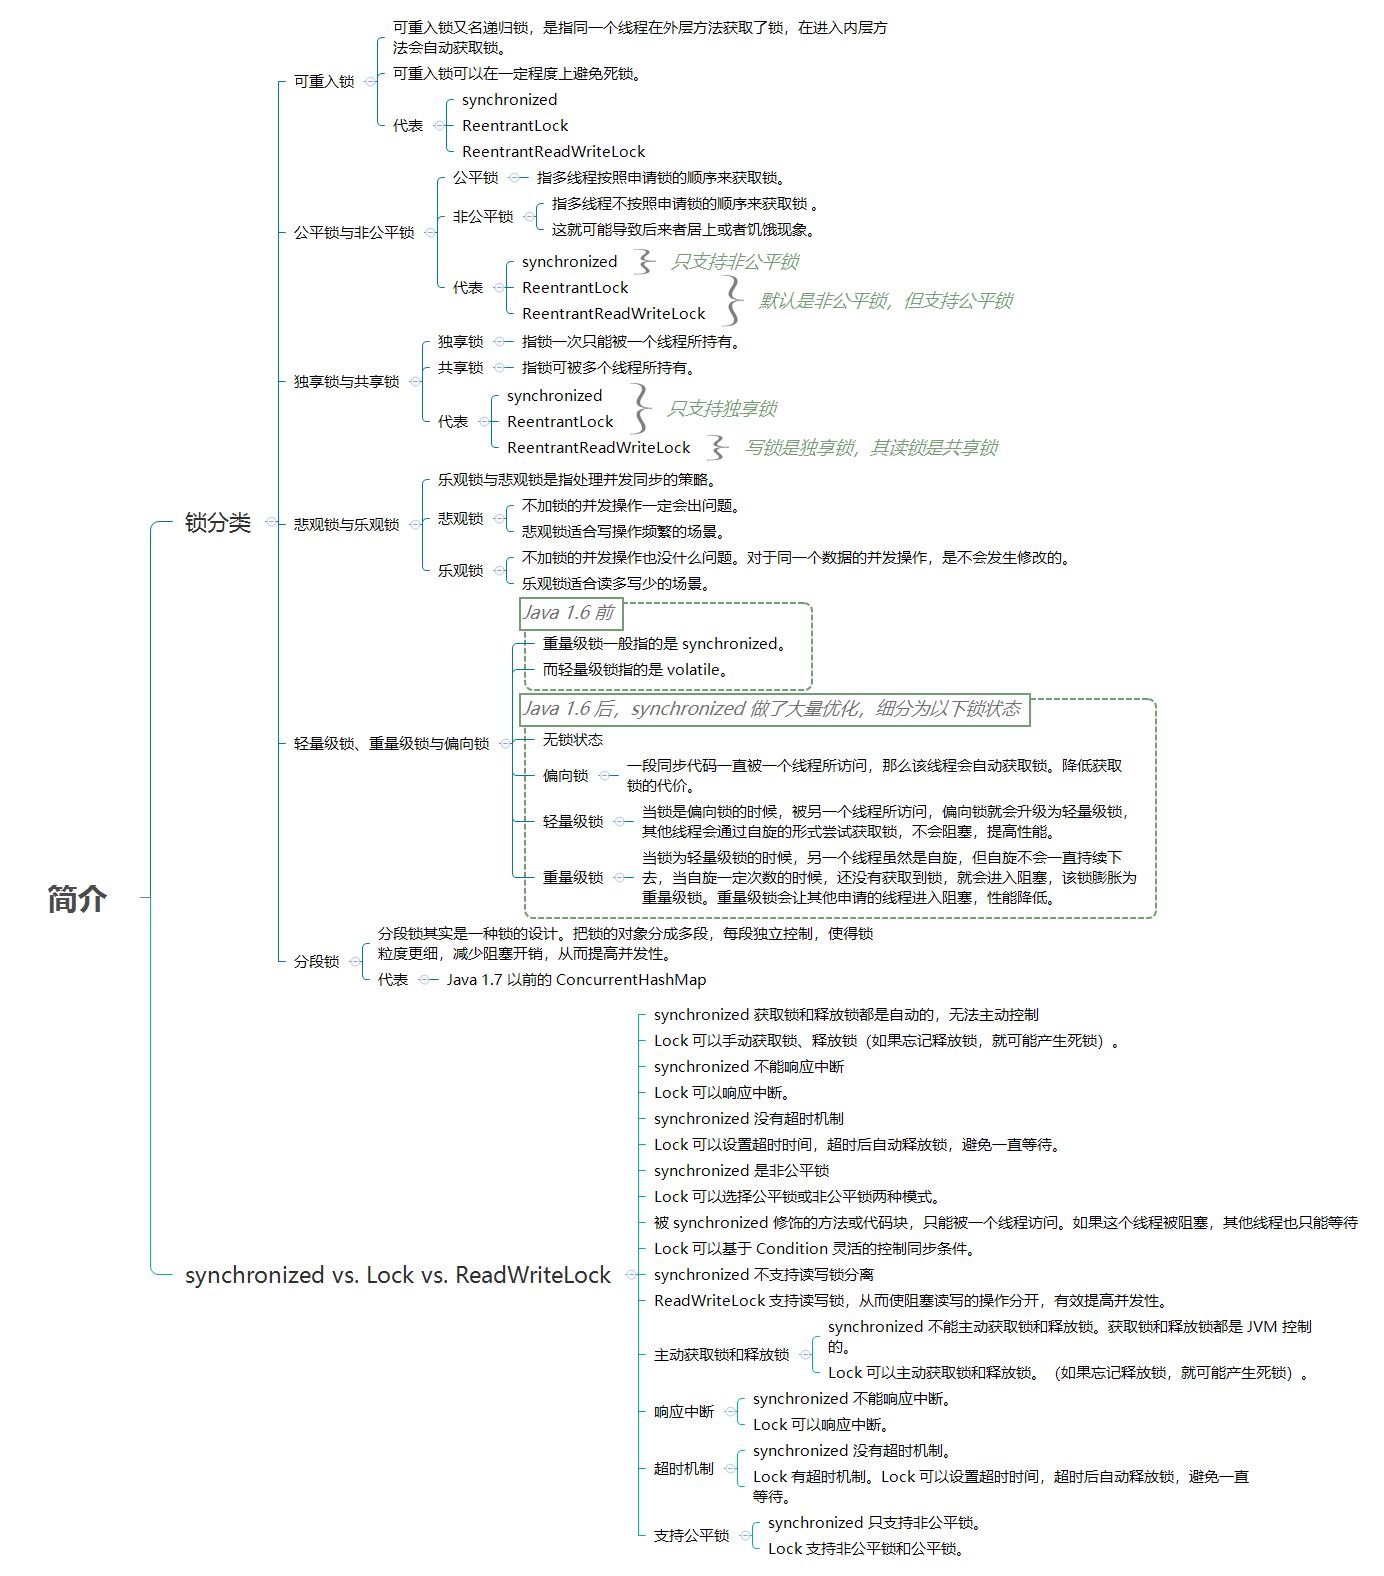 简介
锁分类
可重入锁
可重入锁又名递归锁，是指同一个线程在外层方法获取了锁，在进入内层方
法会自动获取锁。
可重入锁可以在一定程度上避免死锁。
代表
synchronized
ReentrantLock
ReentrantReadWriteLock
公平锁与非公平锁
公平锁
指多线程按照申请锁的顺序来获取锁。
非公平锁
指多线程不按照申请锁的顺序来获取锁 。
这就可能导致后来者居上或者饥饿现象。
代表
synchronized
只支持非公平锁
ReentrantLock
ReentrantReadWriteLock
默认是非公平锁，但支持公平锁
独享锁与共享锁
独享锁
指锁一次只能被一个线程所持有。
共享锁
指锁可被多个线程所持有。
代表
synchronized
ReentrantLock
只支持独享锁
ReentrantReadWriteLock
写锁是独享锁，其读锁是共享锁
悲观锁与乐观锁
乐观锁与悲观锁是指处理并发同步的策略。
悲观锁
不加锁的并发操作一定会出问题。
悲观锁适合写操作频繁的场景。
乐观锁
不加锁的并发操作也没什么问题。对于同一个数据的并发操作，是不会发生修改的。
乐观锁适合读多写少的场景。
轻量级锁、重量级锁与偏向锁
Java 1.6 前
重量级锁一般指的是 synchronized。
而轻量级锁指的是 volatile。
Java 1.6 后，synchronized 做了大量优化，细分为以下锁状态
无锁状态
偏向锁
一段同步代码一直被一个线程所访问，那么该线程会自动获取锁。降低获取
锁的代价。
轻量级锁
当锁是偏向锁的时候，被另一个线程所访问，偏向锁就会升级为轻量级锁，
其他线程会通过自旋的形式尝试获取锁，不会阻塞，提高性能。
重量级锁
当锁为轻量级锁的时候，另一个线程虽然是自旋，但自旋不会一直持续下
去，当自旋一定次数的时候，还没有获取到锁，就会进入阻塞，该锁膨胀为
重量级锁。重量级锁会让其他申请的线程进入阻塞，性能降低。
分段锁
分段锁其实是一种锁的设计。把锁的对象分成多段，每段独立控制，使得锁
粒度更细，减少阻塞开销，从而提高并发性。
代表
Java 1.7 以前的 ConcurrentHashMap
synchronized vs. Lock vs. ReadWriteLock
synchronized 获取锁和释放锁都是自动的，无法主动控制
Lock 可以手动获取锁、释放锁（如果忘记释放锁，就可能产生死锁）。
synchronized 不能响应中断
Lock 可以响应中断。
synchronized 没有超时机制
Lock 可以设置超时时间，超时后自动释放锁，避免一直等待。
synchronized 是非公平锁
Lock 可以选择公平锁或非公平锁两种模式。
被 synchronized 修饰的方法或代码块，只能被一个线程访问。如果这个线程被阻塞，其他线程也只能等待
Lock 可以基于 Condition 灵活的控制同步条件。
synchronized 不支持读写锁分离
ReadWriteLock 支持读写锁，从而使阻塞读写的操作分开，有效提高并发性。
主动获取锁和释放锁
synchronized 不能主动获取锁和释放锁。获取锁和释放锁都是 JVM 控制
的。
Lock 可以主动获取锁和释放锁。（如果忘记释放锁，就可能产生死锁）。
响应中断
synchronized 不能响应中断。
Lock 可以响应中断。
超时机制
synchronized 没有超时机制。
Lock 有超时机制。Lock 可以设置超时时间，超时后自动释放锁，避免一直
等待。
支持公平锁
synchronized 只支持非公平锁。
Lock 支持非公平锁和公平锁。